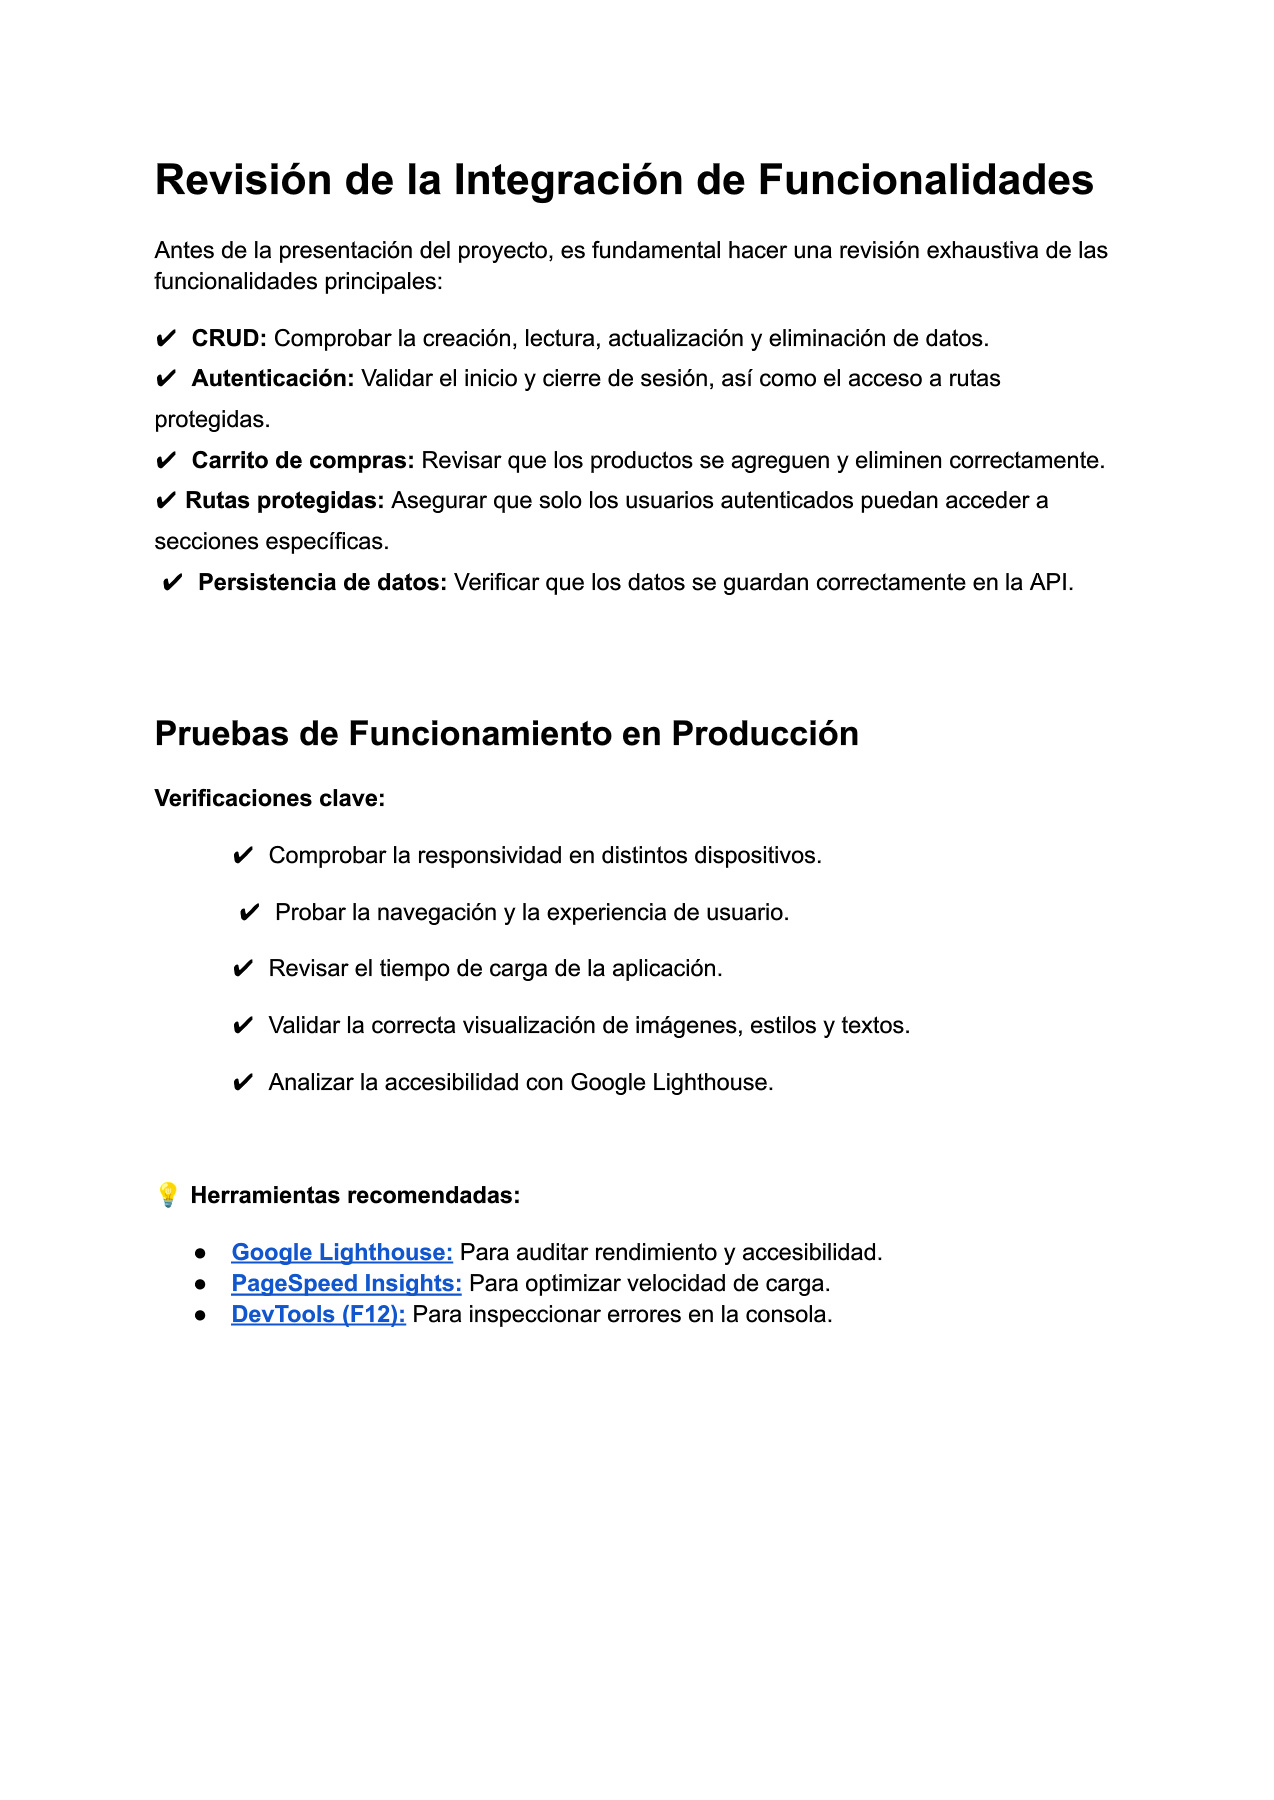 Revisión de la Integración de Funcionalidades
Antes de la presentación del proyecto, es fundamental hacer una revisión exhaustiva de las
funcionalidades principales:
✔ CRUD: Comprobar la creación, lectura, actualización y eliminación de datos.
✔ Autenticación: Validar el inicio y cierre de sesión, así como el acceso a rutas
protegidas.
✔ Carrito de compras: Revisar que los productos se agreguen y eliminen correctamente.
✔ Rutas protegidas: Asegurar que solo los usuarios autenticados puedan acceder a
secciones específicas.
✔ Persistencia de datos: Verificar que los datos se guardan correctamente en la API.
Pruebas de Funcionamiento en Producción
Verificaciones clave:
✔ Comprobar la responsividad en distintos dispositivos.
✔ Probar la navegación y la experiencia de usuario.
✔ Revisar el tiempo de carga de la aplicación.
✔ Validar la correcta visualización de imágenes, estilos y textos.
✔ Analizar la accesibilidad con Google Lighthouse.
💡 Herramientas recomendadas:
● Google Lighthouse: Para auditar rendimiento y accesibilidad.
● PageSpeed Insights: Para optimizar velocidad de carga.
● DevTools (F12): Para inspeccionar errores en la consola.